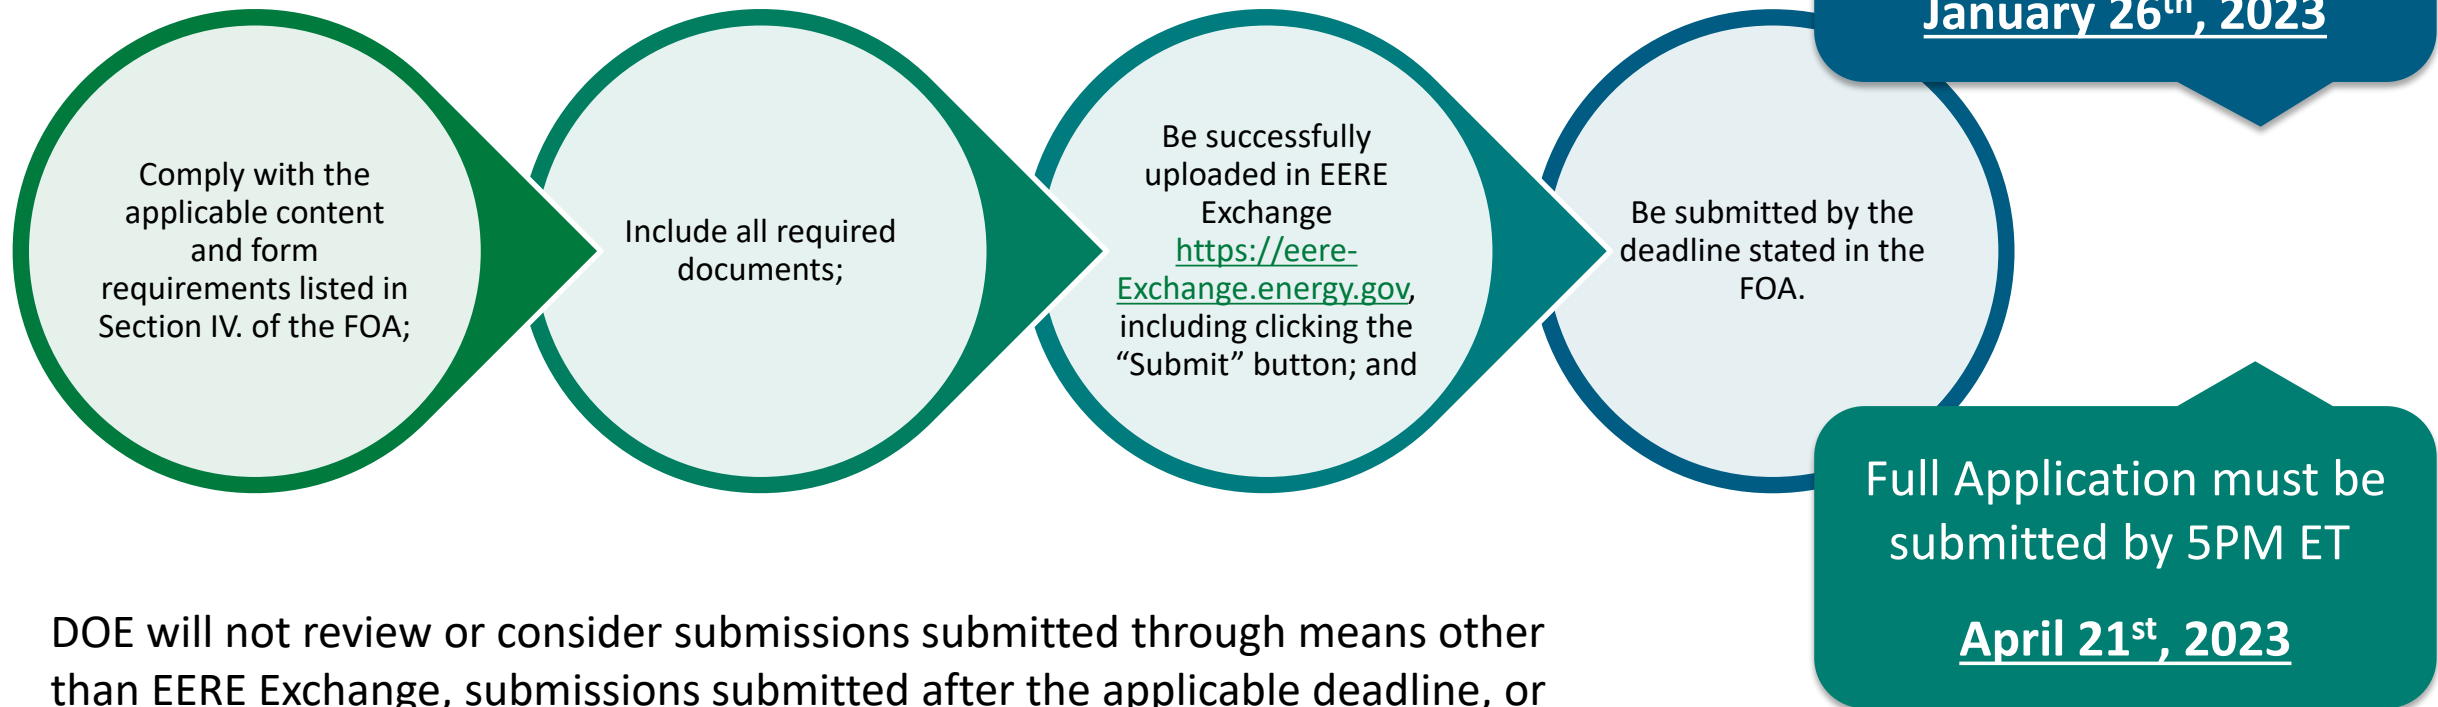 January 26th, 2023
Comply with the
applicable content
and form
requirements listed in
Section IV. of the FOA;
Include all required
documents;
Be successfully
uploaded in EERE
Exchange
https://eere-
Exchange.energy.gov,
including clicking the
“Submit” button; and
Be submitted by the
deadline stated in the
FOA.
Full Application must be
submitted by 5PM ET
April 21st, 2023
DOE will not review or consider submissions submitted through means other
than EERE Exchange, submissions submitted after the applicable deadline, or